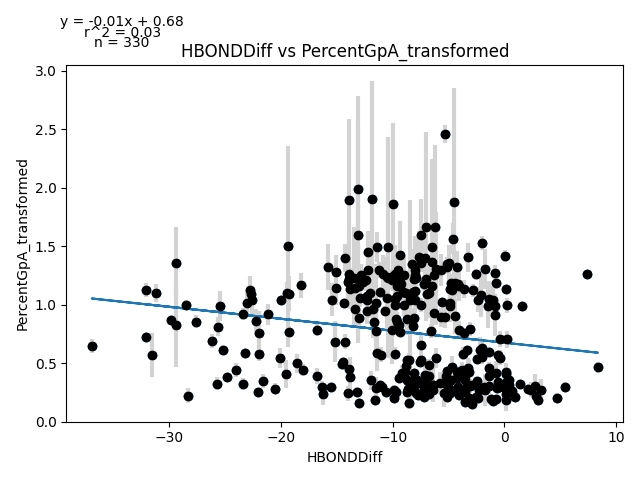 y = -0.01x + 0.68
r^2 = 0.03
n = 330
HBONDDiff vs PercentGpA_transformed
3.0
2.5
2.0
1.5
1.0
0.5
0.0
PercentGpA_transformed
−30
−20
−10
0
10
HBONDDiff